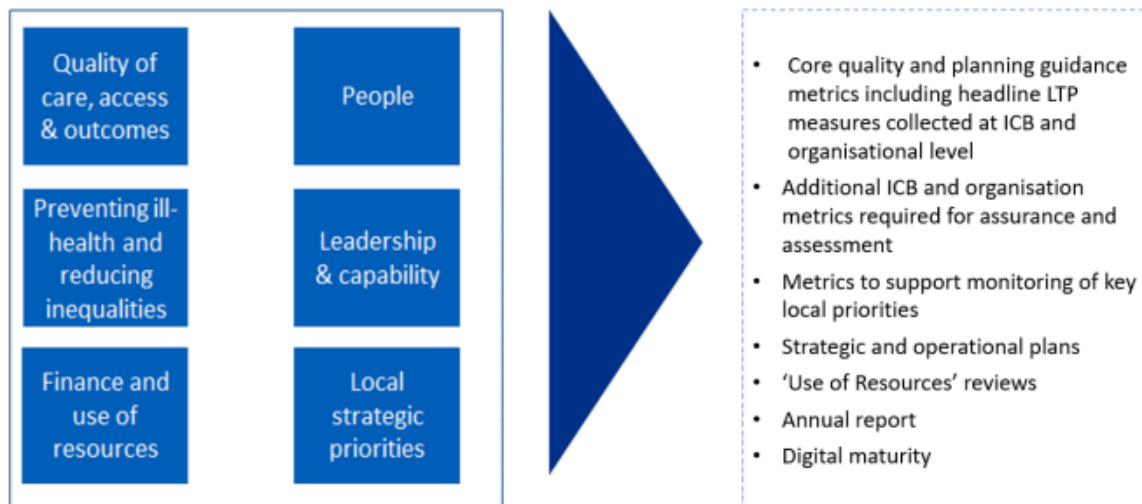 Quality of
care, access
& outcomes
People
Preventing ill-
health and
reducing
inequalities
Leadership
& capability
Finance and
use of
resources
Local
strategic
priorities
• Core quality and planning guidance
metrics including headline LTP
measures collected at ICB and
organisational level
• Additional ICB and organisation
metrics required for assurance and
assessment
• Metrics to support monitoring of key
local priorities
• Strategic and operational plans
• ‘Use of Resources’ reviews
• Annual report
• Digital maturity